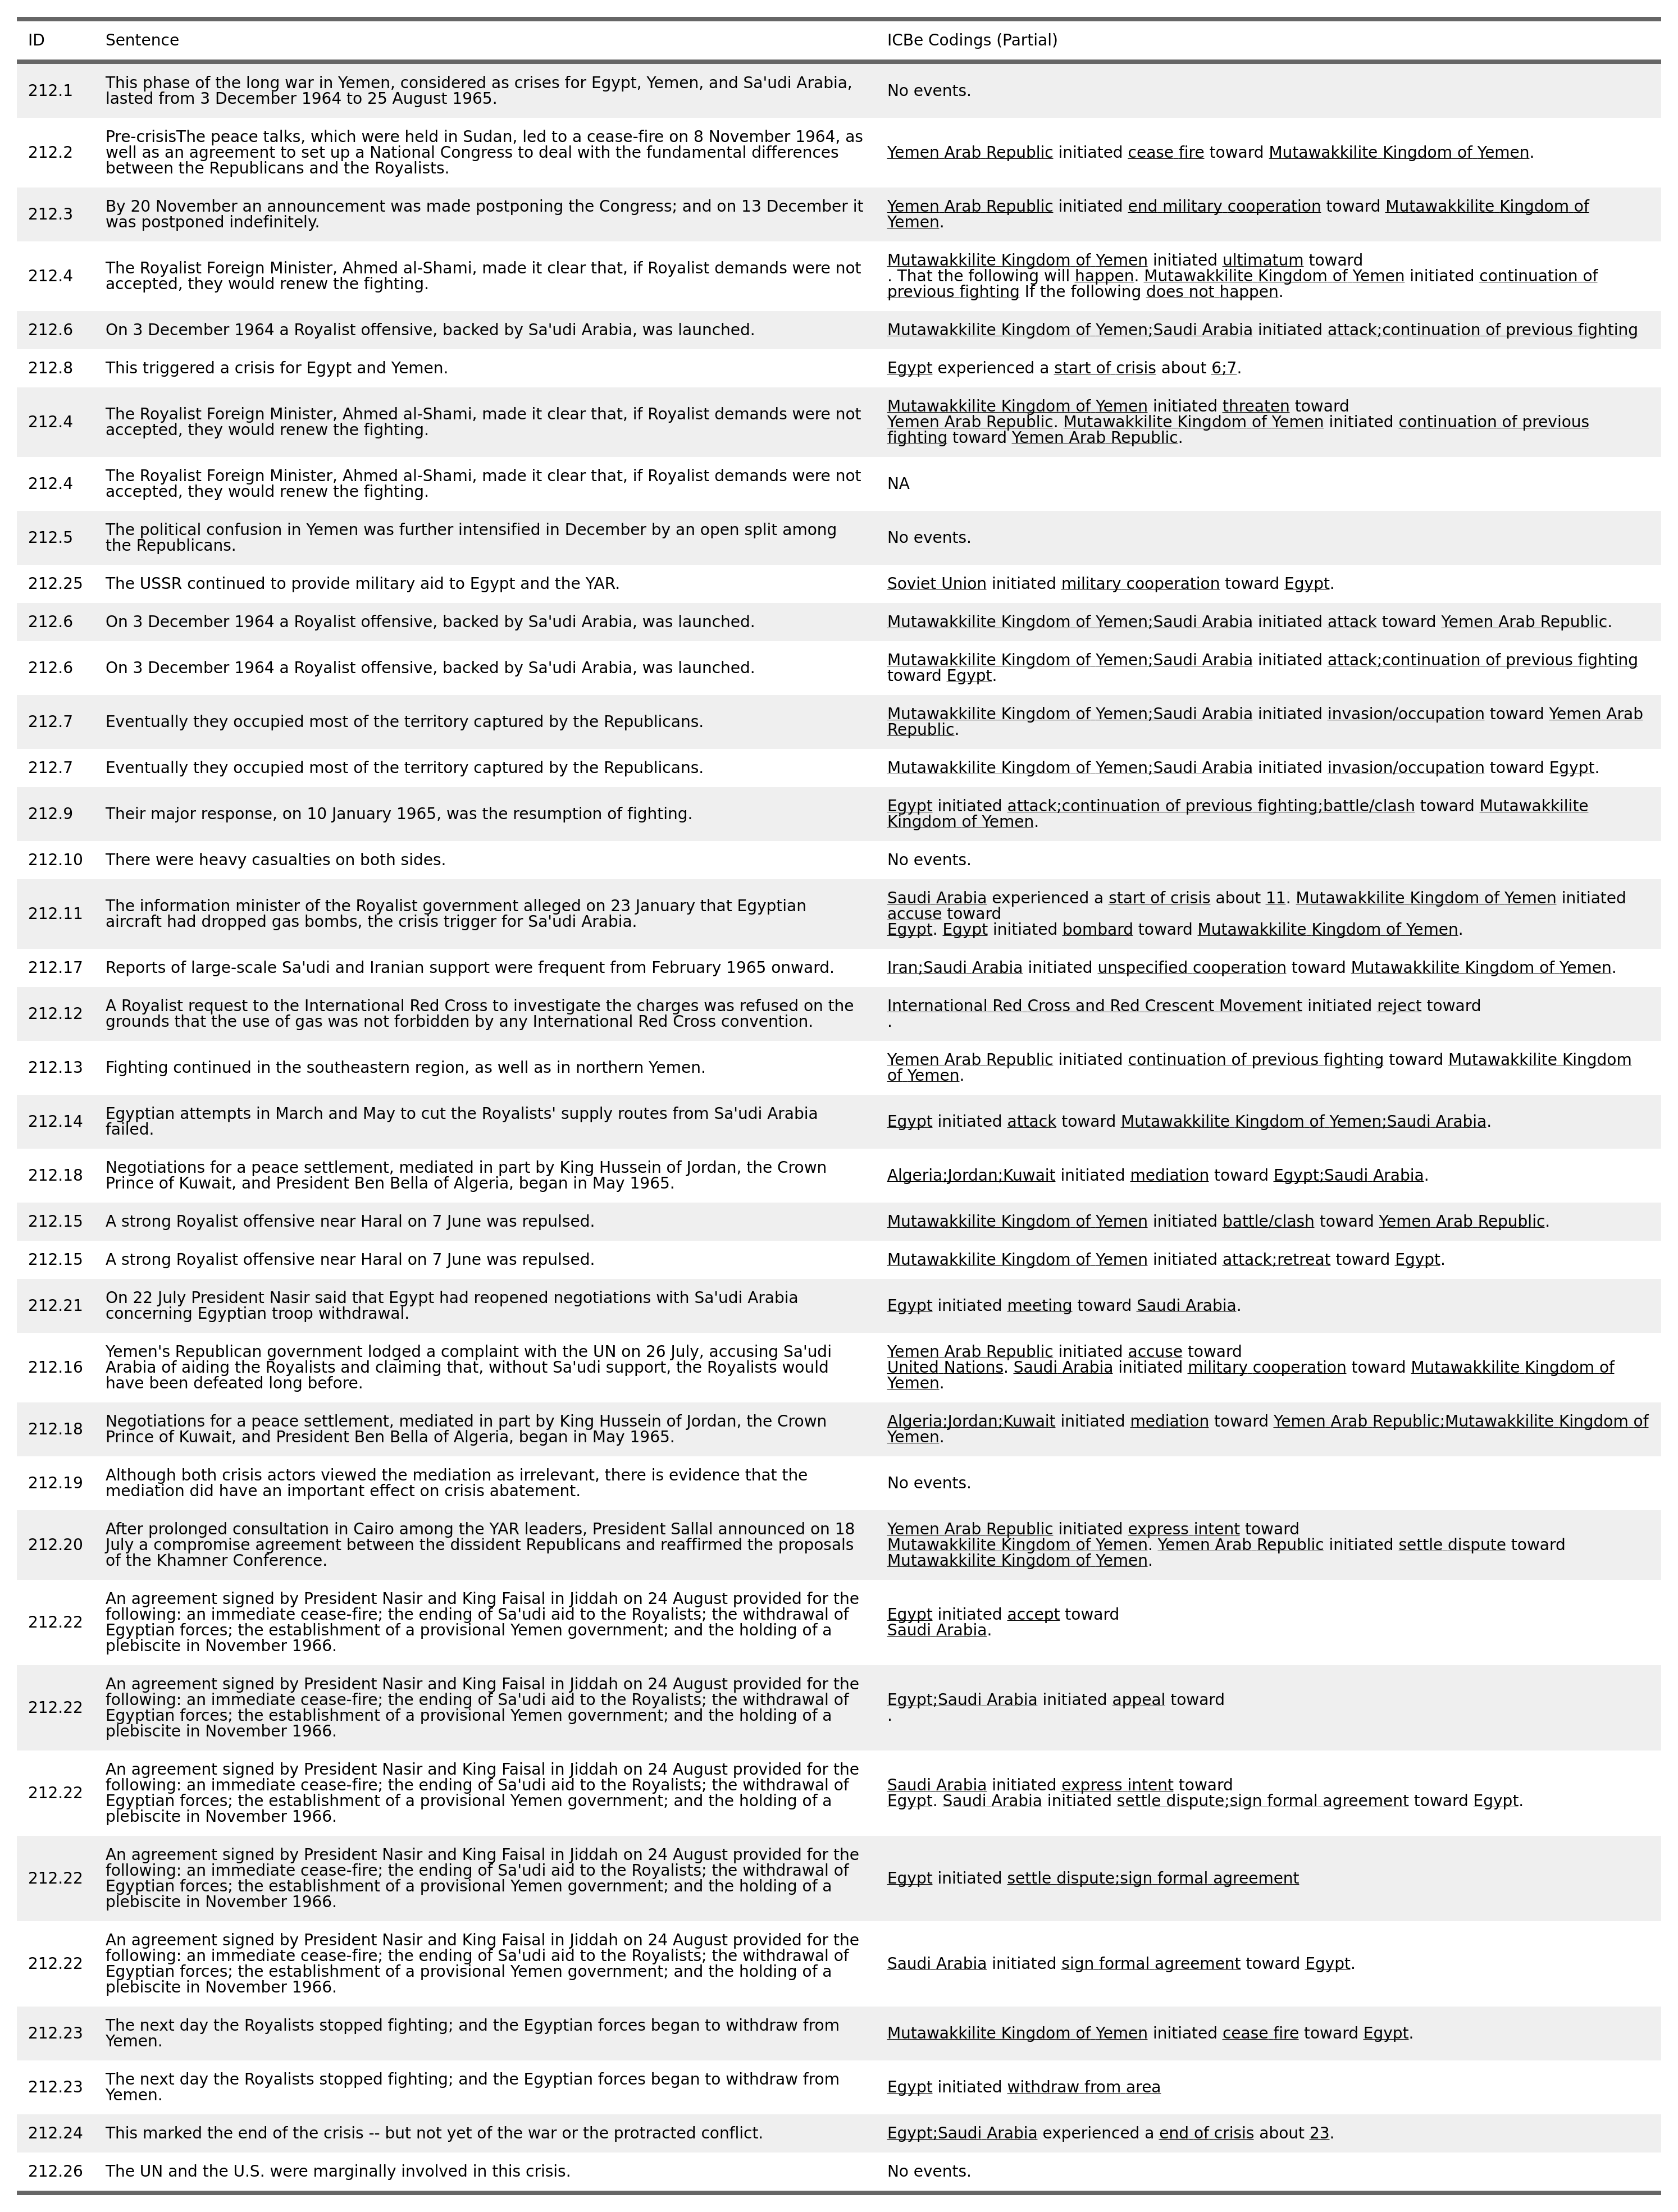 ID Sentence ICBe Codings (Partial)
212.1 This phase of the long war in Yemen, considered as crises for Egypt, Yemen, and Sa'udi Arabia,
lasted from 3 December 1964 to 25 August 1965.
No events.
212.2 Pre-crisisThe peace talks, which were held in Sudan, led to a cease-fire on 8 November 1964, as
well as an agreement to set up a National Congress to deal with the fundamental differences
between the Republicans and the Royalists.
Yemen Arab Republic initiated cease fire toward Mutawakkilite Kingdom of Yemen.
212.3 By 20 November an announcement was made postponing the Congress; and on 13 December it
was postponed indefinitely.
Yemen Arab Republic initiated end military cooperation toward Mutawakkilite Kingdom of
Yemen.
212.4 The Royalist Foreign Minister, Ahmed al-Shami, made it clear that, if Royalist demands were not
accepted, they would renew the fighting.
Mutawakkilite Kingdom of Yemen initiated ultimatum toward
. That the following will happen. Mutawakkilite Kingdom of Yemen initiated continuation of
previous fighting If the following does not happen.
212.6 On 3 December 1964 a Royalist offensive, backed by Sa'udi Arabia, was launched.
Mutawakkilite Kingdom of Yemen;Saudi Arabia initiated attack;continuation of previous fighting
212.8 This triggered a crisis for Egypt and Yemen.
Egypt experienced a start of crisis about 6;7.
212.4 The Royalist Foreign Minister, Ahmed al-Shami, made it clear that, if Royalist demands were not
accepted, they would renew the fighting.
Mutawakkilite Kingdom of Yemen initiated threaten toward
Yemen Arab Republic. Mutawakkilite Kingdom of Yemen initiated continuation of previous
fighting toward Yemen Arab Republic.
212.4 The Royalist Foreign Minister, Ahmed al-Shami, made it clear that, if Royalist demands were not
accepted, they would renew the fighting.
NA
212.5 The political confusion in Yemen was further intensified in December by an open split among
the Republicans.
No events.
212.25 The USSR continued to provide military aid to Egypt and the YAR.
Soviet Union initiated military cooperation toward Egypt.
212.6 On 3 December 1964 a Royalist offensive, backed by Sa'udi Arabia, was launched.
Mutawakkilite Kingdom of Yemen;Saudi Arabia initiated attack toward Yemen Arab Republic.
212.6 On 3 December 1964 a Royalist offensive, backed by Sa'udi Arabia, was launched.
Mutawakkilite Kingdom of Yemen;Saudi Arabia initiated attack;continuation of previous fighting
toward Egypt.
212.7 Eventually they occupied most of the territory captured by the Republicans.
Mutawakkilite Kingdom of Yemen;Saudi Arabia initiated invasion/occupation toward Yemen Arab
Republic.
212.7 Eventually they occupied most of the territory captured by the Republicans.
Mutawakkilite Kingdom of Yemen;Saudi Arabia initiated invasion/occupation toward Egypt.
212.9 Their major response, on 10 January 1965, was the resumption of fighting.
Egypt initiated attack;continuation of previous fighting;battle/clash toward Mutawakkilite
Kingdom of Yemen.
212.10 There were heavy casualties on both sides.
No events.
212.11 The information minister of the Royalist government alleged on 23 January that Egyptian
aircraft had dropped gas bombs, the crisis trigger for Sa'udi Arabia.
Saudi Arabia experienced a start of crisis about 11. Mutawakkilite Kingdom of Yemen initiated
accuse toward
Egypt. Egypt initiated bombard toward Mutawakkilite Kingdom of Yemen.
212.17 Reports of large-scale Sa'udi and Iranian support were frequent from February 1965 onward.
Iran;Saudi Arabia initiated unspecified cooperation toward Mutawakkilite Kingdom of Yemen.
212.12 A Royalist request to the International Red Cross to investigate the charges was refused on the
grounds that the use of gas was not forbidden by any International Red Cross convention.
International Red Cross and Red Crescent Movement initiated reject toward
.
212.13 Fighting continued in the southeastern region, as well as in northern Yemen.
Yemen Arab Republic initiated continuation of previous fighting toward Mutawakkilite Kingdom
of Yemen.
212.14 Egyptian attempts in March and May to cut the Royalists' supply routes from Sa'udi Arabia
failed.
Egypt initiated attack toward Mutawakkilite Kingdom of Yemen;Saudi Arabia.
212.18 Negotiations for a peace settlement, mediated in part by King Hussein of Jordan, the Crown
Prince of Kuwait, and President Ben Bella of Algeria, began in May 1965.
Algeria;Jordan;Kuwait initiated mediation toward Egypt;Saudi Arabia.
212.15 A strong Royalist offensive near Haral on 7 June was repulsed.
Mutawakkilite Kingdom of Yemen initiated battle/clash toward Yemen Arab Republic.
212.15 A strong Royalist offensive near Haral on 7 June was repulsed.
Mutawakkilite Kingdom of Yemen initiated attack;retreat toward Egypt.
212.21 On 22 July President Nasir said that Egypt had reopened negotiations with Sa'udi Arabia
concerning Egyptian troop withdrawal.
Egypt initiated meeting toward Saudi Arabia.
212.16 Yemen's Republican government lodged a complaint with the UN on 26 July, accusing Sa'udi
Arabia of aiding the Royalists and claiming that, without Sa'udi support, the Royalists would
have been defeated long before.
Yemen Arab Republic initiated accuse toward
United Nations. Saudi Arabia initiated military cooperation toward Mutawakkilite Kingdom of
Yemen.
212.18 Negotiations for a peace settlement, mediated in part by King Hussein of Jordan, the Crown
Prince of Kuwait, and President Ben Bella of Algeria, began in May 1965.
Algeria;Jordan;Kuwait initiated mediation toward Yemen Arab Republic;Mutawakkilite Kingdom of
Yemen.
212.19 Although both crisis actors viewed the mediation as irrelevant, there is evidence that the
mediation did have an important effect on crisis abatement.
No events.
212.20 After prolonged consultation in Cairo among the YAR leaders, President Sallal announced on 18
July a compromise agreement between the dissident Republicans and reaffirmed the proposals
of the Khamner Conference.
Yemen Arab Republic initiated express intent toward
Mutawakkilite Kingdom of Yemen. Yemen Arab Republic initiated settle dispute toward
Mutawakkilite Kingdom of Yemen.
212.22 An agreement signed by President Nasir and King Faisal in Jiddah on 24 August provided for the
following: an immediate cease-fire; the ending of Sa'udi aid to the Royalists; the withdrawal of
Egyptian forces; the establishment of a provisional Yemen government; and the holding of a
plebiscite in November 1966.
Egypt initiated accept toward
Saudi Arabia.
212.22 An agreement signed by President Nasir and King Faisal in Jiddah on 24 August provided for the
following: an immediate cease-fire; the ending of Sa'udi aid to the Royalists; the withdrawal of
Egyptian forces; the establishment of a provisional Yemen government; and the holding of a
plebiscite in November 1966.
Egypt;Saudi Arabia initiated appeal toward
.
212.22 An agreement signed by President Nasir and King Faisal in Jiddah on 24 August provided for the
following: an immediate cease-fire; the ending of Sa'udi aid to the Royalists; the withdrawal of
Egyptian forces; the establishment of a provisional Yemen government; and the holding of a
plebiscite in November 1966.
Saudi Arabia initiated express intent toward
Egypt. Saudi Arabia initiated settle dispute;sign formal agreement toward Egypt.
212.22 An agreement signed by President Nasir and King Faisal in Jiddah on 24 August provided for the
following: an immediate cease-fire; the ending of Sa'udi aid to the Royalists; the withdrawal of
Egyptian forces; the establishment of a provisional Yemen government; and the holding of a
plebiscite in November 1966.
Egypt initiated settle dispute;sign formal agreement
212.22 An agreement signed by President Nasir and King Faisal in Jiddah on 24 August provided for the
following: an immediate cease-fire; the ending of Sa'udi aid to the Royalists; the withdrawal of
Egyptian forces; the establishment of a provisional Yemen government; and the holding of a
plebiscite in November 1966.
Saudi Arabia initiated sign formal agreement toward Egypt.
212.23 The next day the Royalists stopped fighting; and the Egyptian forces began to withdraw from
Yemen.
Mutawakkilite Kingdom of Yemen initiated cease fire toward Egypt.
212.23 The next day the Royalists stopped fighting; and the Egyptian forces began to withdraw from
Yemen.
Egypt initiated withdraw from area
212.24 This marked the end of the crisis -- but not yet of the war or the protracted conflict.
Egypt;Saudi Arabia experienced a end of crisis about 23.
212.26 The UN and the U.S. were marginally involved in this crisis.
No events.